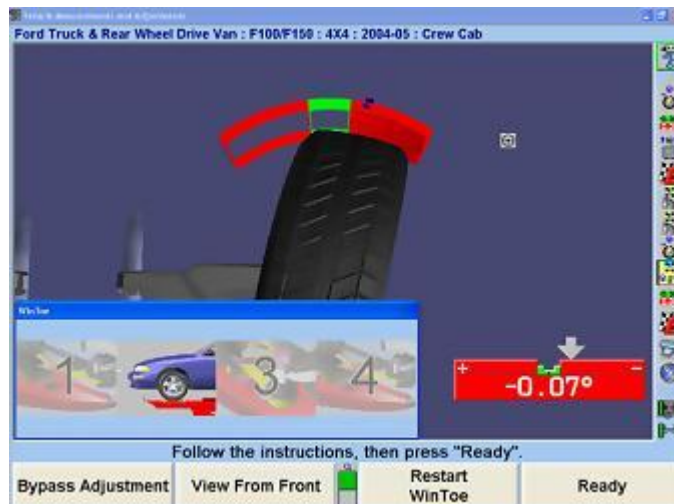 Ford Truck & Rear Wheel Drive Van : F100/F150 : 4X4 : 2004-05 : Crew Cab
WinToe
1 3 4
+ -
-0.07°
Follow the instructions, then press "Ready".
Bypass Adjustment
View From Front
Restart
WinToe
Ready